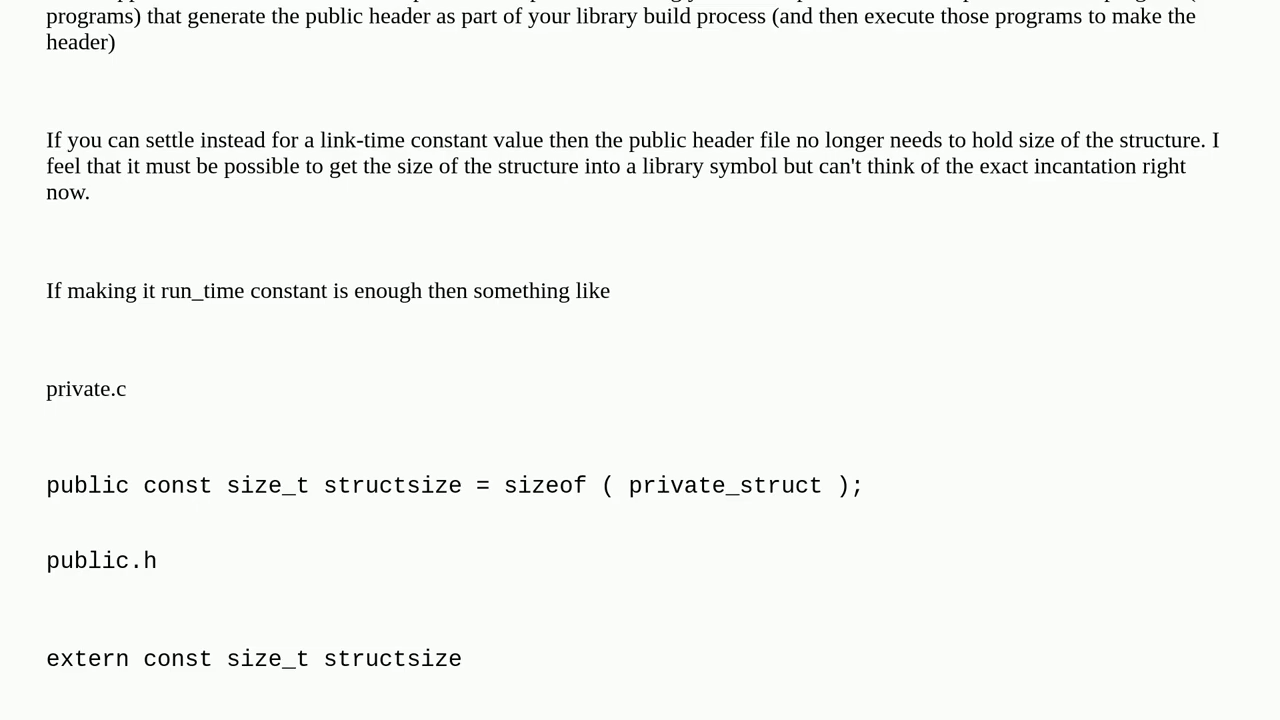 programs) that generate the public header as part of your library build process (and then execute those programs to make the
header)
If you can settle instead for a link-time constant value then the public header file no longer needs to hold size of the structure. I
feel that it must be possible to get the size of the structure into a library symbol but can't think of the exact incantation right
now.
If making it run_time constant is enough then something like
private.c
public const size_t structsize = sizeof ( private_struct );
public.h
extern const size_t structsize